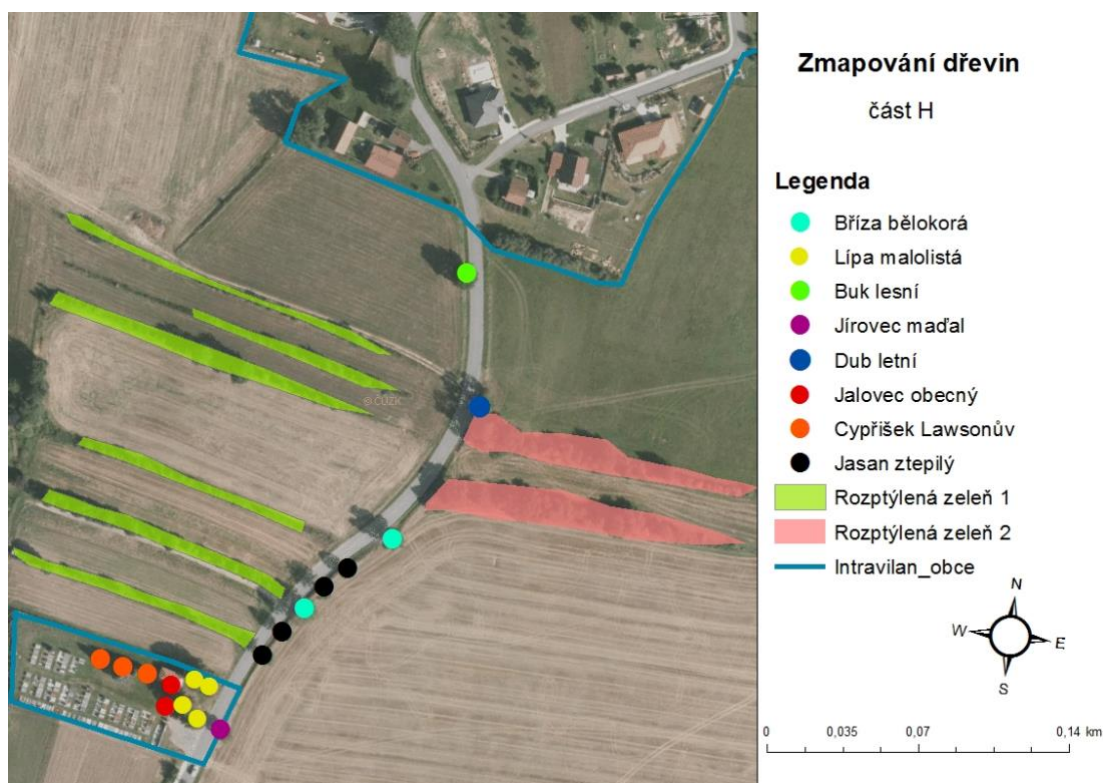 Zmapování dřevin
část H
Legenda
Bříza bělokorá
Lípa malolistá
Buk lesní
Jírovec maďal
Dub letní
Jalovec obecný
Cypřišek Lawsonův
Jasan ztepilý
Rozptýlená zeleň 1
Rozptýlená zeleň 2
Intravilan_obce
N
W E
S
0 0,035 0,07 0,14 km